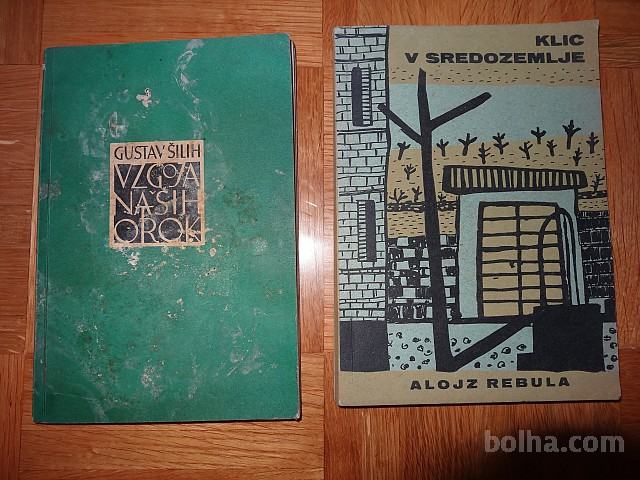 GUSTAV ŠILIH
VZGOJA
NAŠIH
OTROK
KLIC
V SREDOZEMLJE
ALOJZ REBULA
bolha.com